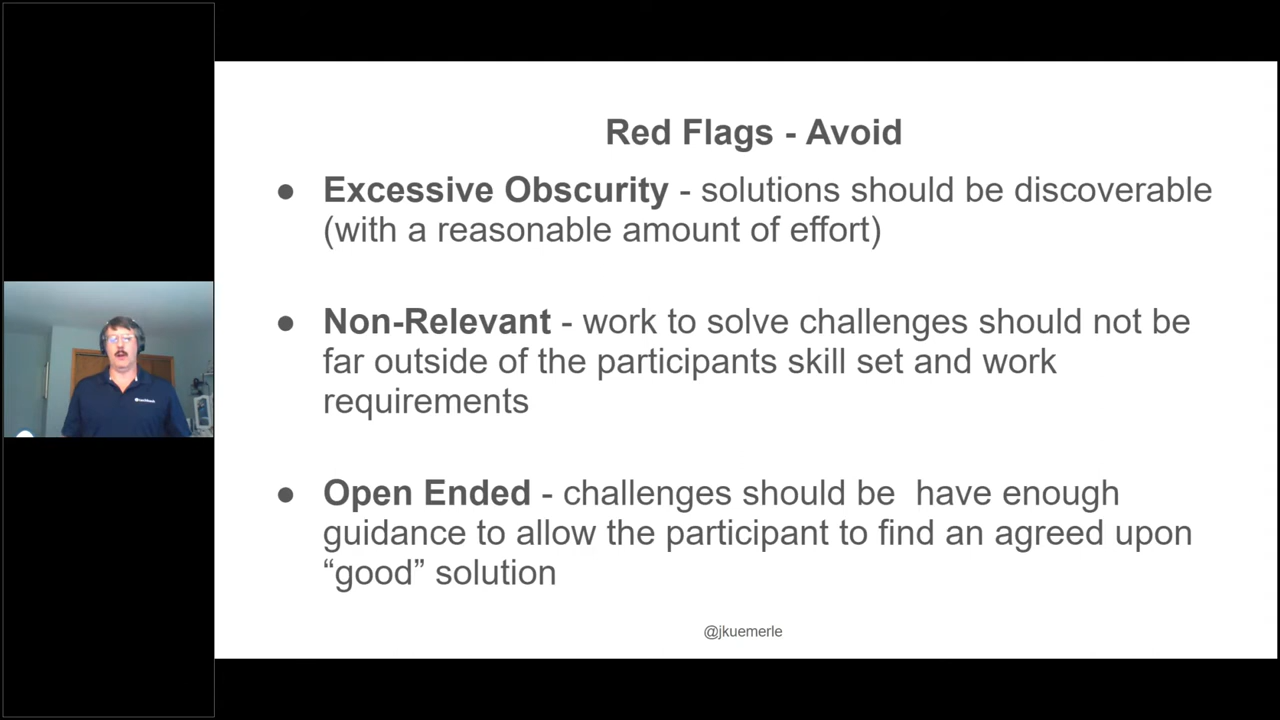 Red Flags - Avoid
● Excessive Obscurity - solutions should be discoverable
(with a reasonable amount of effort)
● Non-Relevant - work to solve challenges should not be
far outside of the participants skill set and work
requirements
● Open Ended - challenges should be  have enough
guidance to allow the participant to find an agreed upon
“good” solution
@jkuemerle